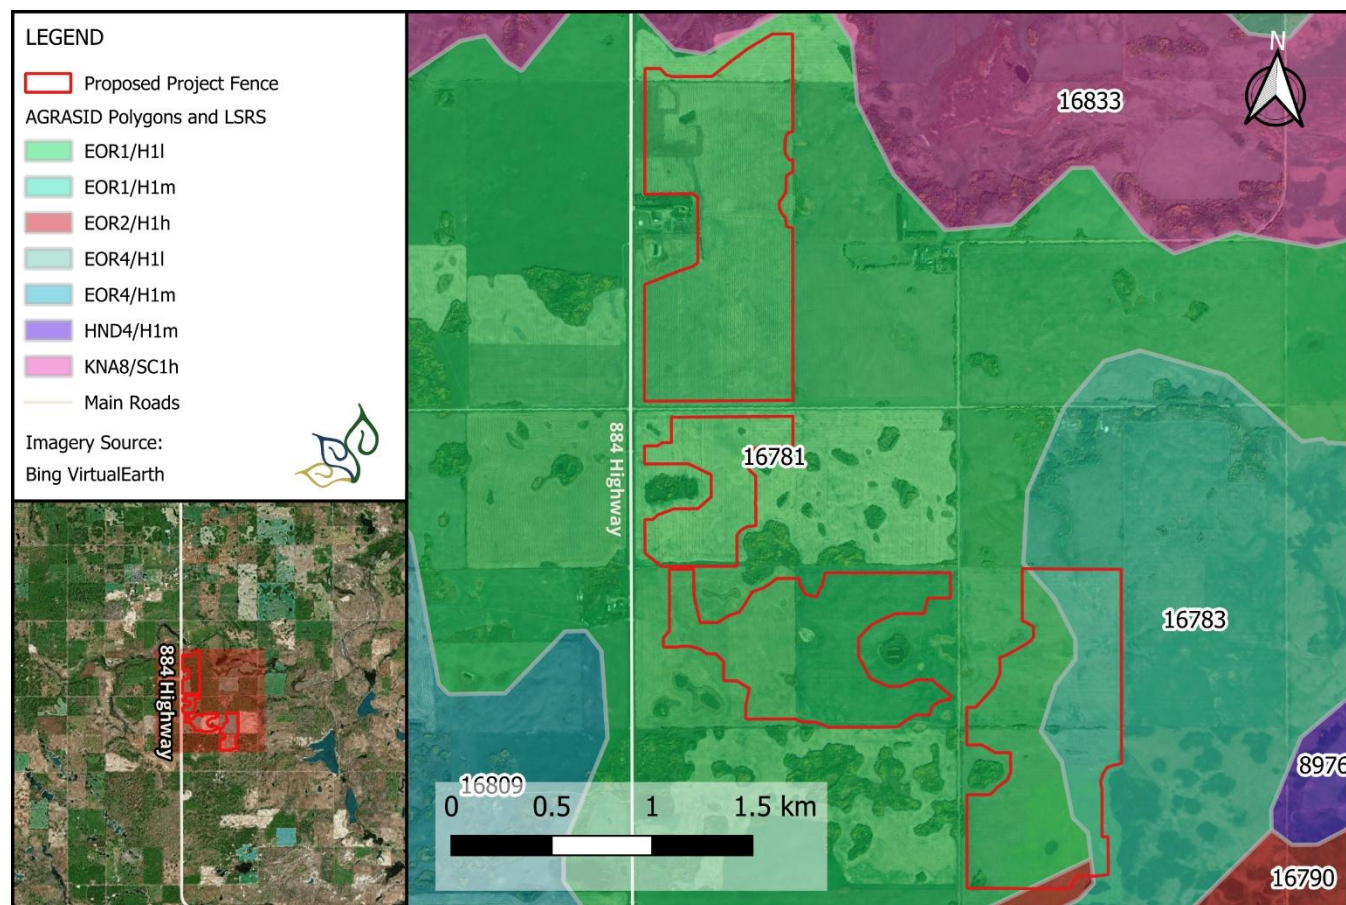 LEGEND
Proposed Project Fence
AGRASID Polygons and LSRS
EOR1/H1l
EOR1/H1m
EOR2/H1h
EOR4/H1l
EOR4/H1m
HND4/H1m
KNA8/SC1h
Main Roads
Imagery Source:
Bing VirtualEarth
884 Highway
N
16833
16781
884 Highway
16783
8976
16809
16790
0 0.5 1 1.5 km